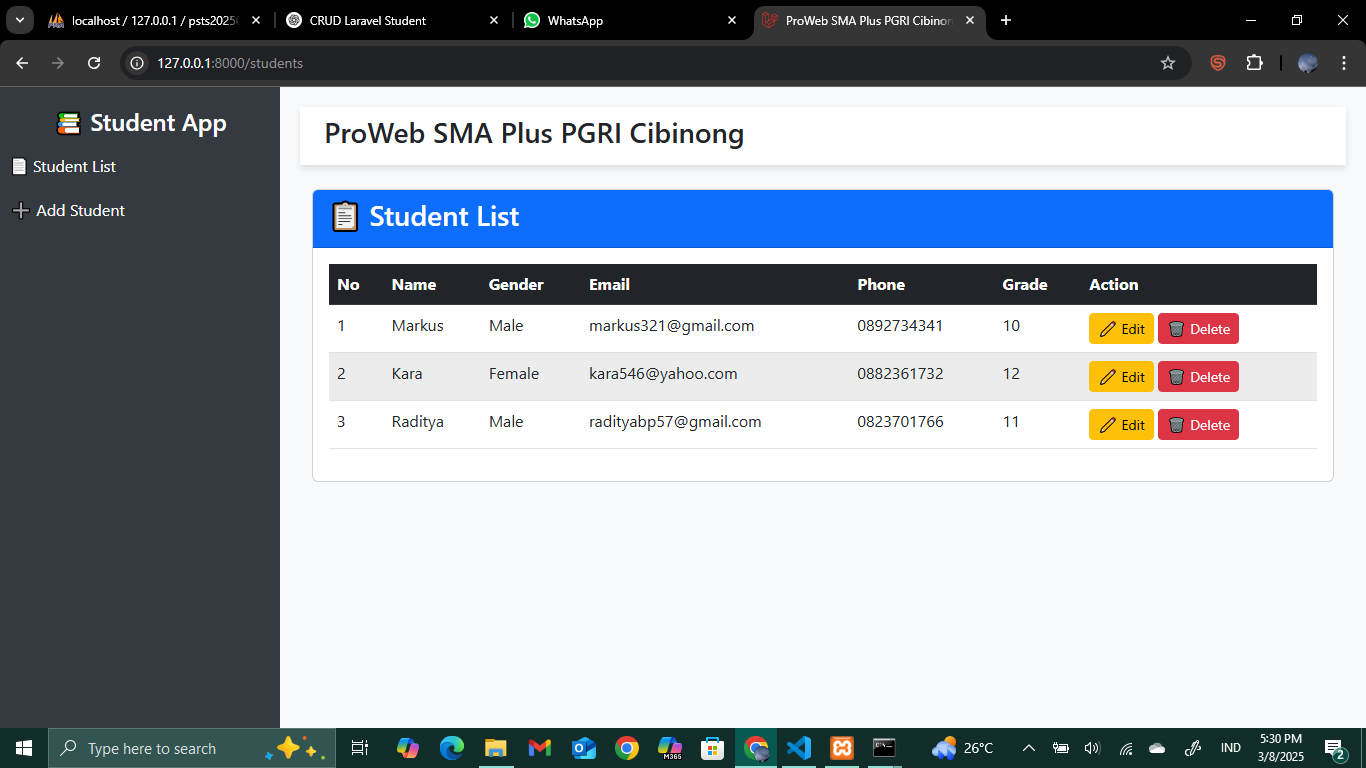 localhost / 127.0.0.1 / psts2025
CRUD Laravel Student
WhatsApp
ProWeb SMA Plus PGRI Cibinon
127.0.0.1:8000/students
Student App
Student List
Add Student
ProWeb SMA Plus PGRI Cibinong
Student List
No Name Gender Email Phone Grade Action
1 Markus Male markus321@gmail.com 0892734341 10 Edit Delete
2 Kara Female kara546@yahoo.com 0882361732 12 Edit Delete
3 Raditya Male radityabp57@gmail.com 0823701766 11 Edit Delete
Type here to search
M365
26°C
IND
5:30 PM
3/8/2025
2